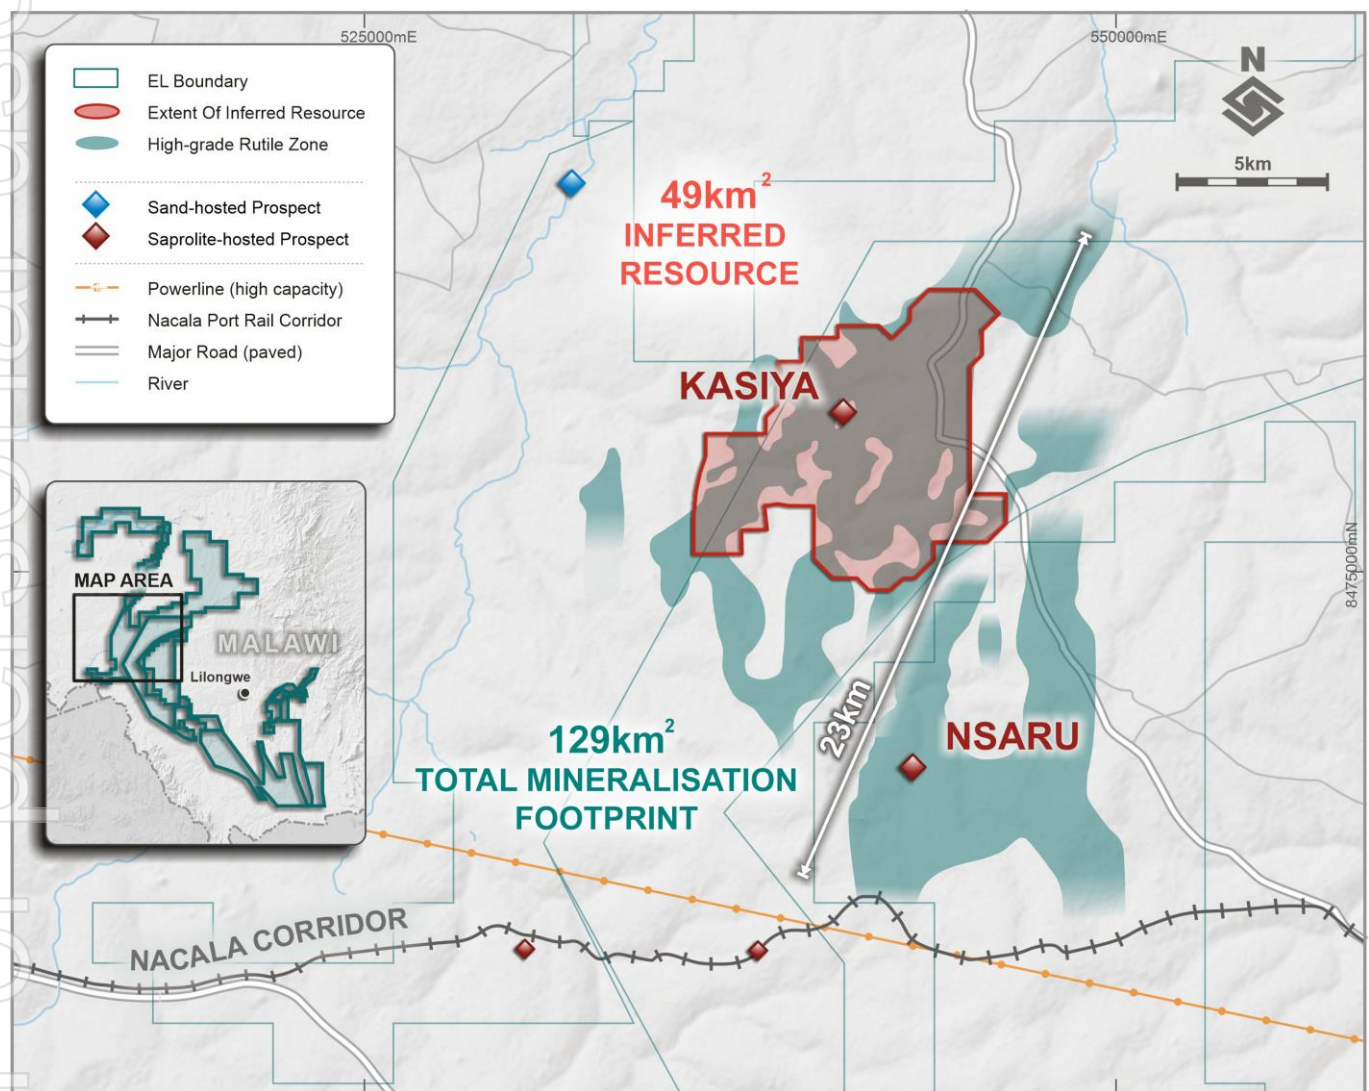 525000mE
550000mE
EL Boundary
Extent Of Inferred Resource
High-grade Rutile Zone
Sand-hosted Prospect
Saprolite-hosted Prospect
Powerline (high capacity)
Nacala Port Rail Corridor
Major Road (paved)
River
N
5km
49km²
INFERRED
RESOURCE
KASIYA
8475000mN
MAP AREA
MALAWI
Lilongwe
23km
NSARU
129km²
TOTAL MINERALISATION
FOOTPRINT
NACALA CORRIDOR